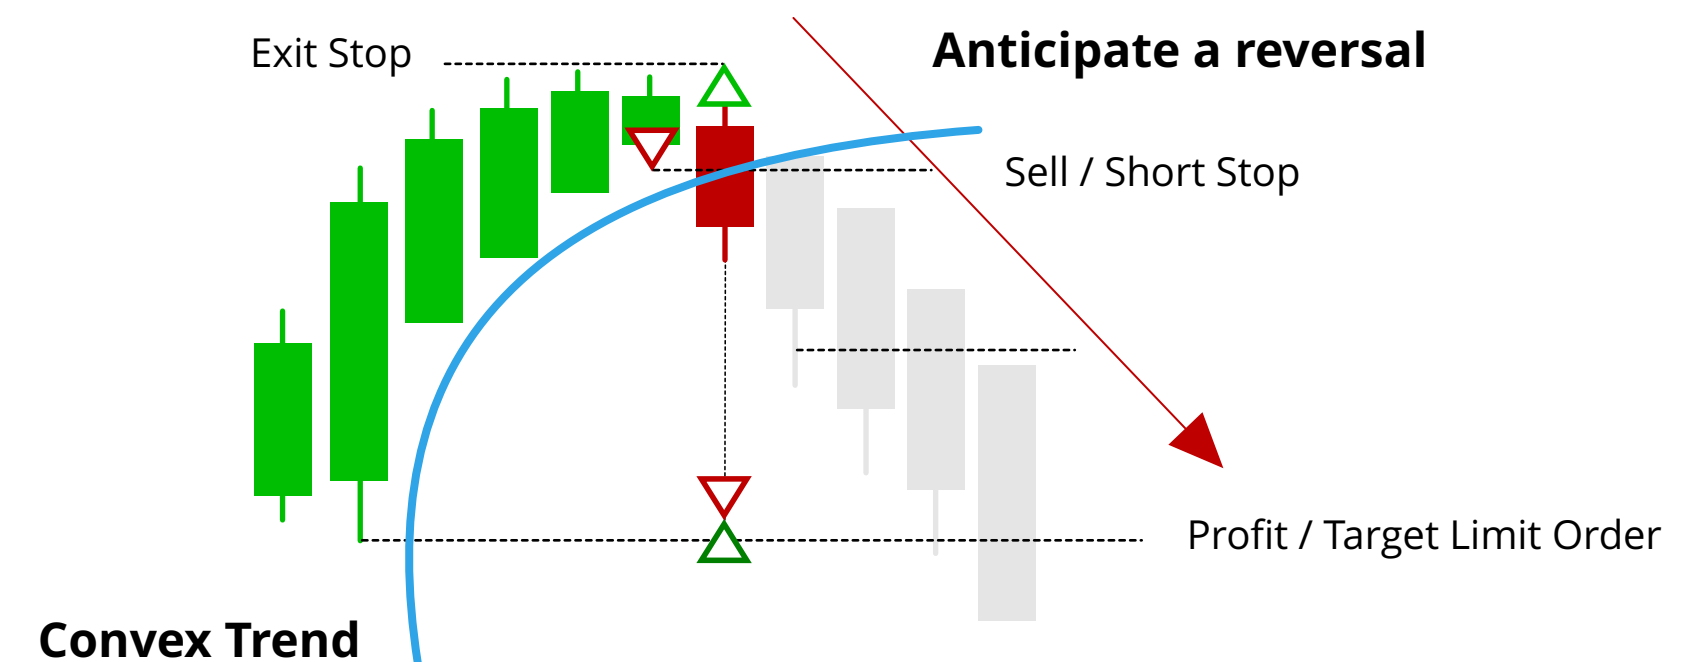 Exit Stop
Anticipate a reversal
Sell / Short Stop
Profit / Target Limit Order
Convex Trend